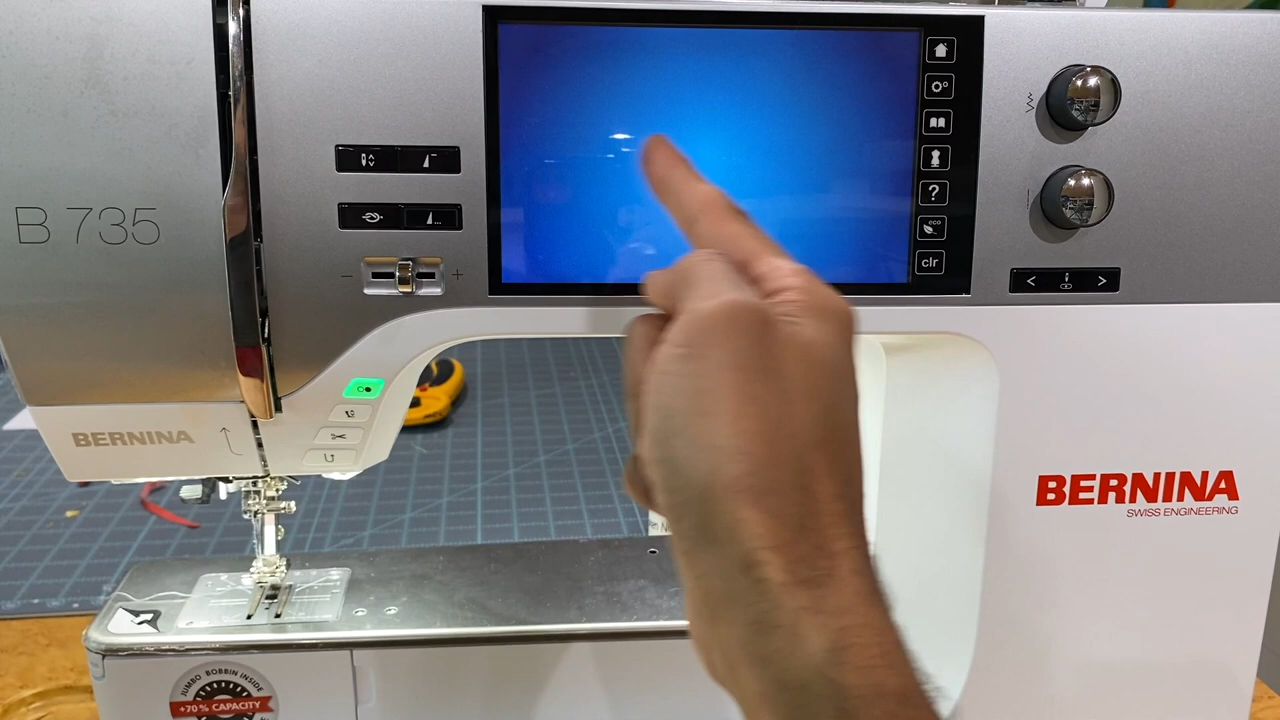 B 735
BERNINA
?
eco
clr
− +
< >
BERNINA
SWISS ENGINEERING
JUMBO BOBBIN INSIDE
+70% CAPACITY